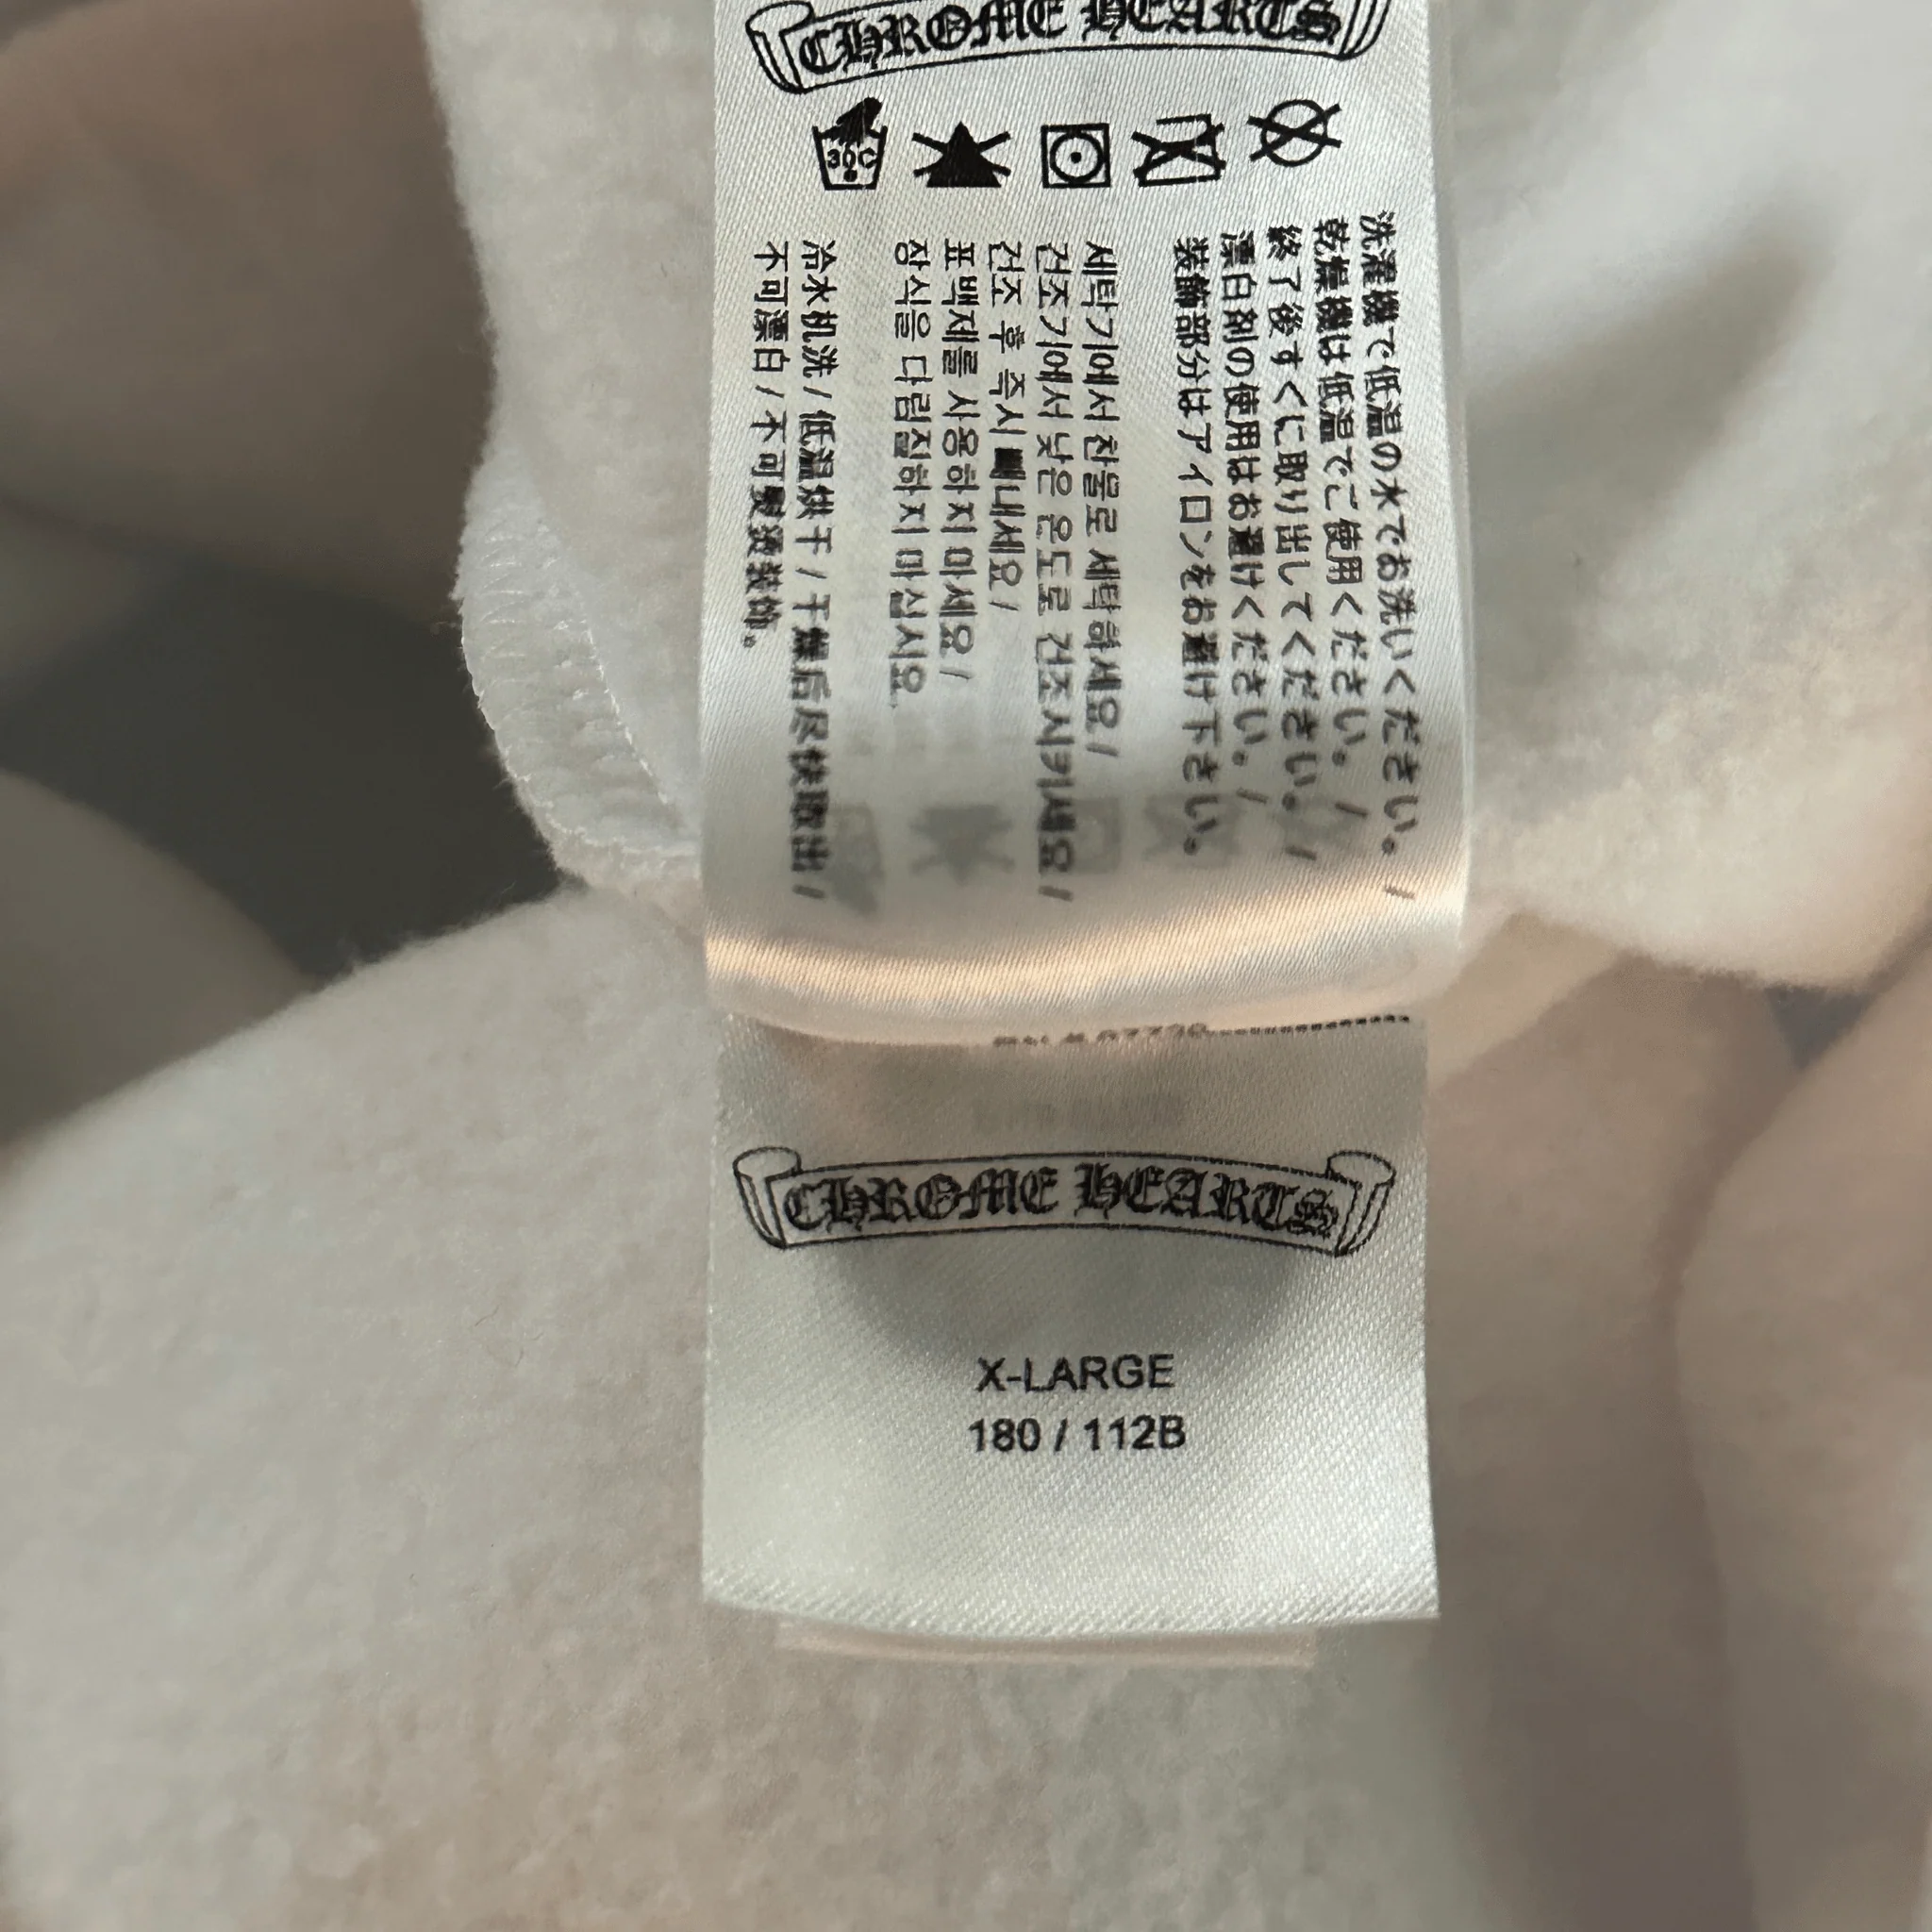 CHROME HEARTS
30C
洗濯機で低温の水でお洗いください。 /
乾燥機は低温でご使用ください。 /
終了後すぐに取り出してください。 /
漂白剤の使用はお避けください。 /
装飾部分はアイロンをお避け下さい。
세탁기에서 찬물로 세탁하세요 /
건조기에서 낮은 온도로 건조시키세요 /
건조 후 즉시 빼내세요 /
표백제를 사용하지 마세요 /
장식을 다림질하지 마십시요.
冷水机洗 / 低温烘干 / 干燥后尽快取出 /
不可漂白 / 不可熨烫装饰。
CHROME HEARTS
X-LARGE
180 / 112B